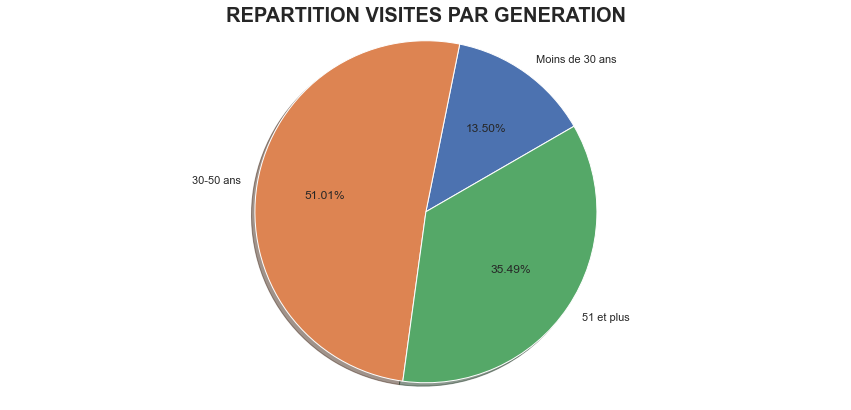 REPARTITION VISITES PAR GENERATION
Moins de 30 ans
13.50%
30-50 ans
51.01%
35.49%
51 et plus